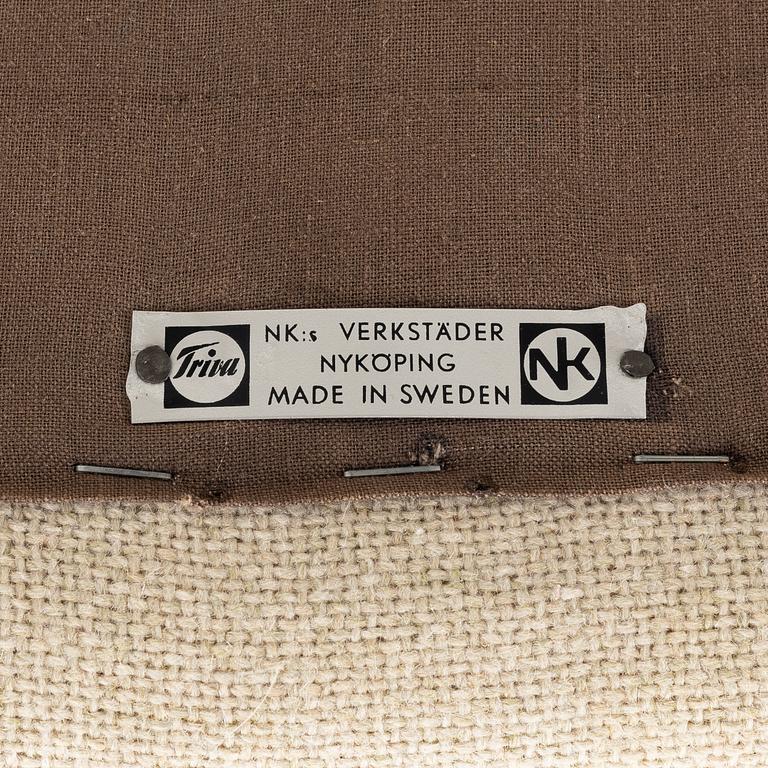 Triva
NK:s VERKSTÄDER
NYKÖPING
MADE IN SWEDEN
NK